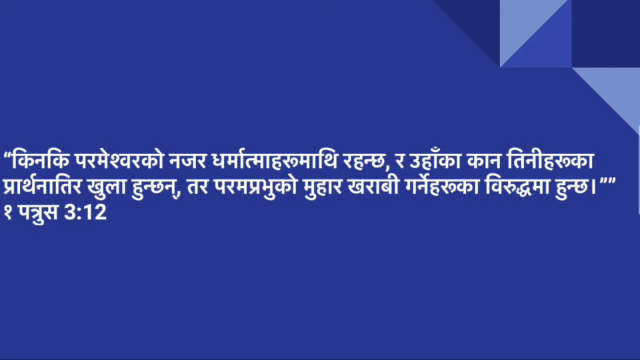 “किनकि परमेश्वरको नजर धर्मात्माहरूमाथि रहन्छ, र उहाँका कान तिनीहरूका
प्रार्थनातिर खुला हुन्छन्, तर परमप्रभुको मुहार खराबी गर्नेहरूका विरुद्धमा हुन्छ।””
१ पत्रुस 3:12